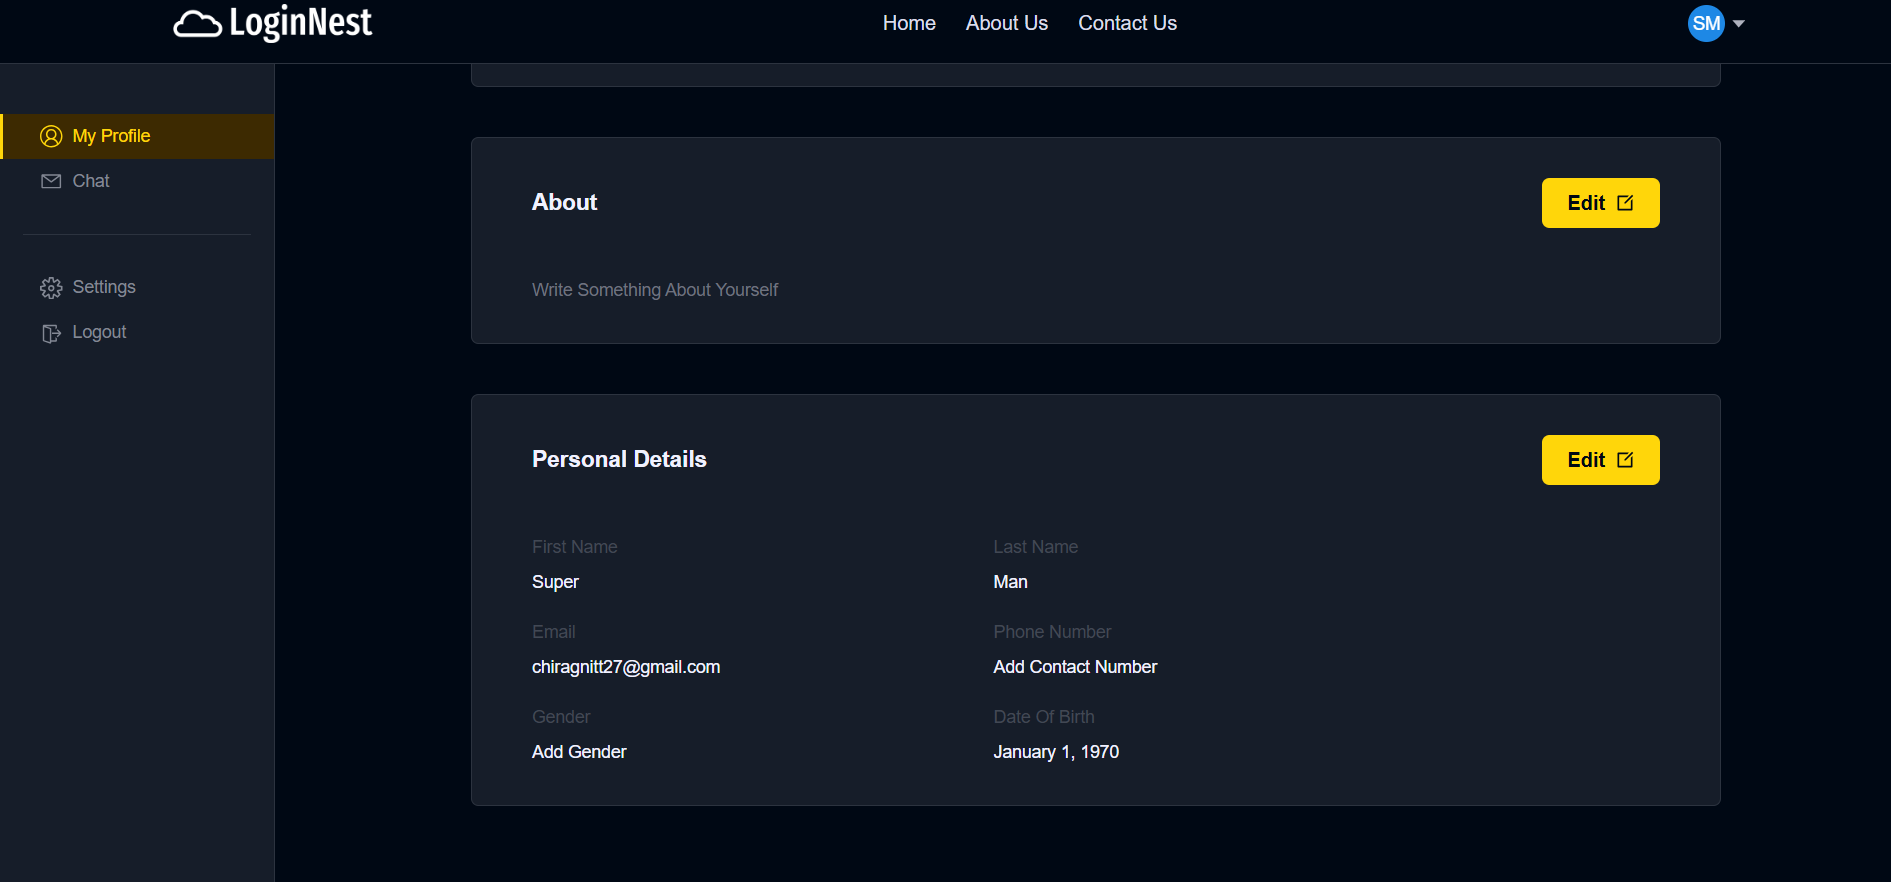 LoginNest
Home About Us Contact Us
SM
My Profile
Chat
Settings
Logout
About
Edit
Write Something About Yourself
Personal Details
Edit
First Name Last Name
Super Man
Email Phone Number
chiragnitt27@gmail.com Add Contact Number
Gender Date Of Birth
Add Gender January 1, 1970